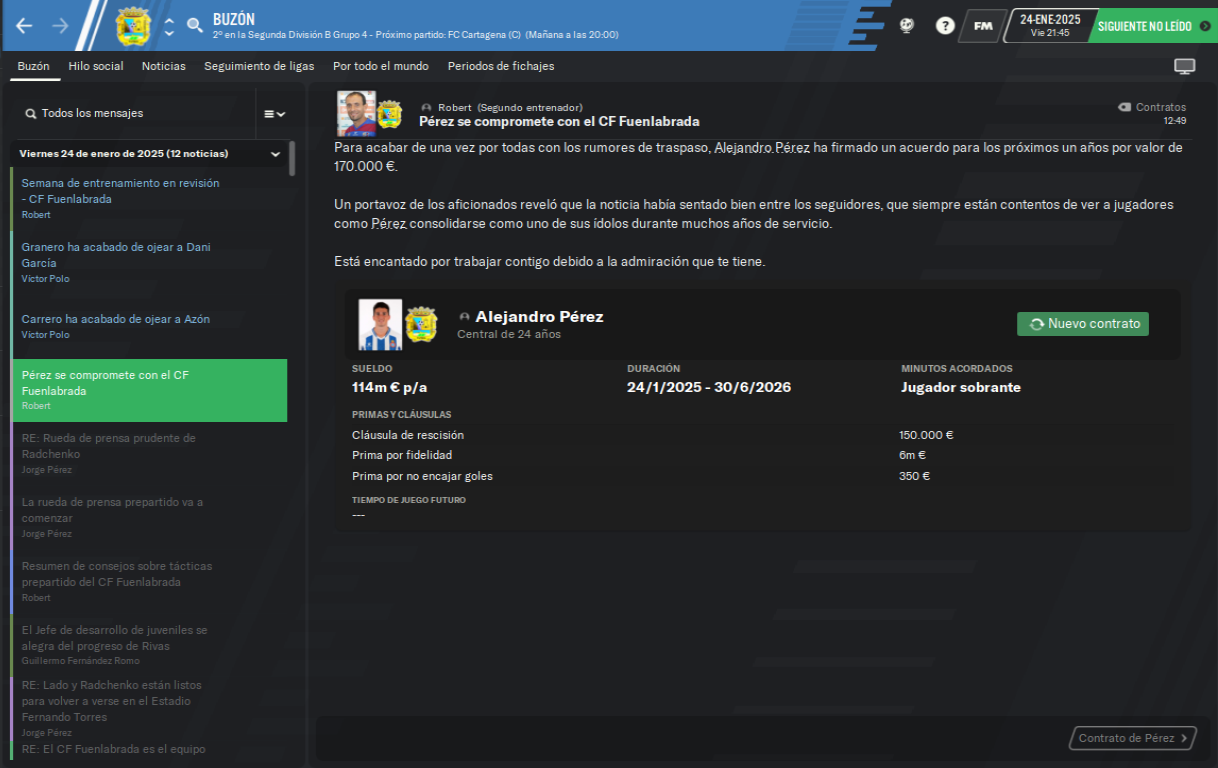 BUZÓN
2º en la Segunda División B Grupo 4 - Próximo partido: FC Cartagena (C) (Mañana a las 20:00)
?
FM
24-ENE-2025
Vie 21:45
SIGUIENTE NO LEÍDO
Buzón
Hilo social
Noticias
Seguimiento de ligas
Por todo el mundo
Periodos de fichajes
Todos los mensajes
Viernes 24 de enero de 2025 (12 noticias)
Semana de entrenamiento en revisión
- CF Fuenlabrada
Robert
Granero ha acabado de ojear a Dani
García
Víctor Polo
Carrero ha acabado de ojear a Azón
Víctor Polo
Pérez se compromete con el CF
Fuenlabrada
Robert
RE: Rueda de prensa prudente de
Radchenko
Jorge Pérez
La rueda de prensa prepartido va a
comenzar
Jorge Pérez
Resumen de consejos sobre tácticas
prepartido del CF Fuenlabrada
Robert
El Jefe de desarrollo de juveniles se
alegra del progreso de Rivas
Guillermo Fernández Romo
RE: Lado y Radchenko están listos
para volver a verse en el Estadio
Fernando Torres
Jorge Pérez
RE: El CF Fuenlabrada es el equipo
Robert (Segundo entrenador)
Pérez se compromete con el CF Fuenlabrada
Contratos
12:49
Para acabar de una vez por todas con los rumores de traspaso, Alejandro Pérez ha firmado un acuerdo para los próximos un años por valor de
170.000 €.
Un portavoz de los aficionados reveló que la noticia había sentado bien entre los seguidores, que siempre están contentos de ver a jugadores
como Pérez consolidarse como uno de sus ídolos durante muchos años de servicio.
Está encantado por trabajar contigo debido a la admiración que te tiene.
Alejandro Pérez
Central de 24 años
Nuevo contrato
SUELDO
DURACIÓN
MINUTOS ACORDADOS
114m € p/a
24/1/2025 - 30/6/2026
Jugador sobrante
PRIMAS Y CLÁUSULAS
Cláusula de rescisión
150.000 €
Prima por fidelidad
6m €
Prima por no encajar goles
350 €
TIEMPO DE JUEGO FUTURO
---
Contrato de Pérez